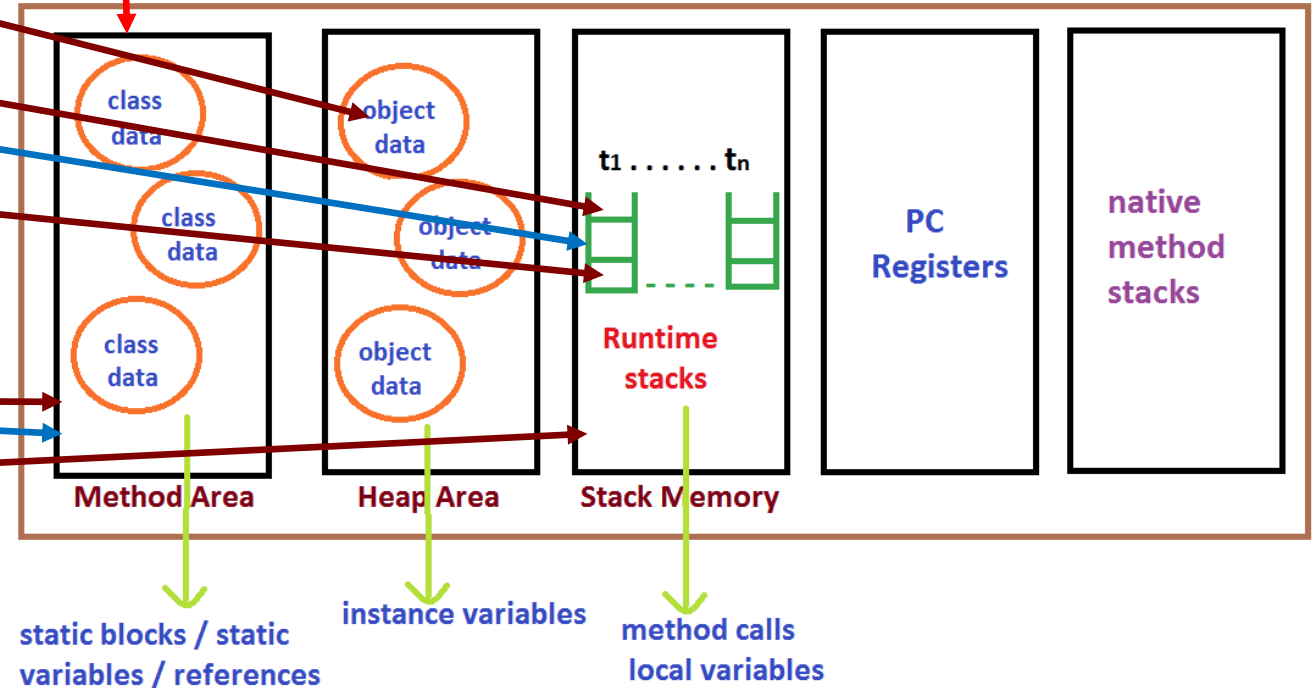 class
data
class
data
class
data
object
data
object
data
object
data
t1 . . . . . . tn
Runtime
stacks
PC
Registers
native
method
stacks
Method Area
Heap Area
Stack Memory
static blocks / static
variables / references
instance variables
method calls
local variables